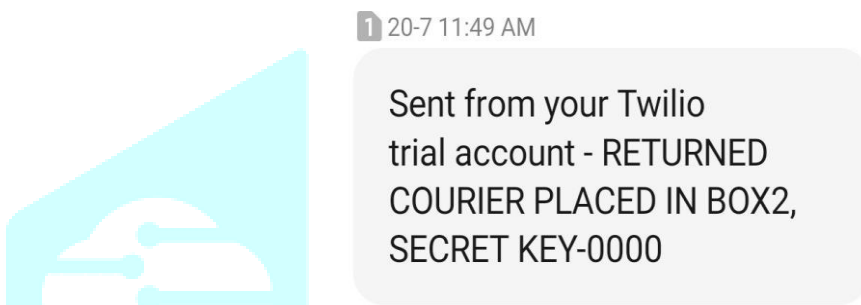 1 20-7 11:49 AM
Sent from your Twilio
trial account - RETURNED
COURIER PLACED IN BOX2,
SECRET KEY-0000